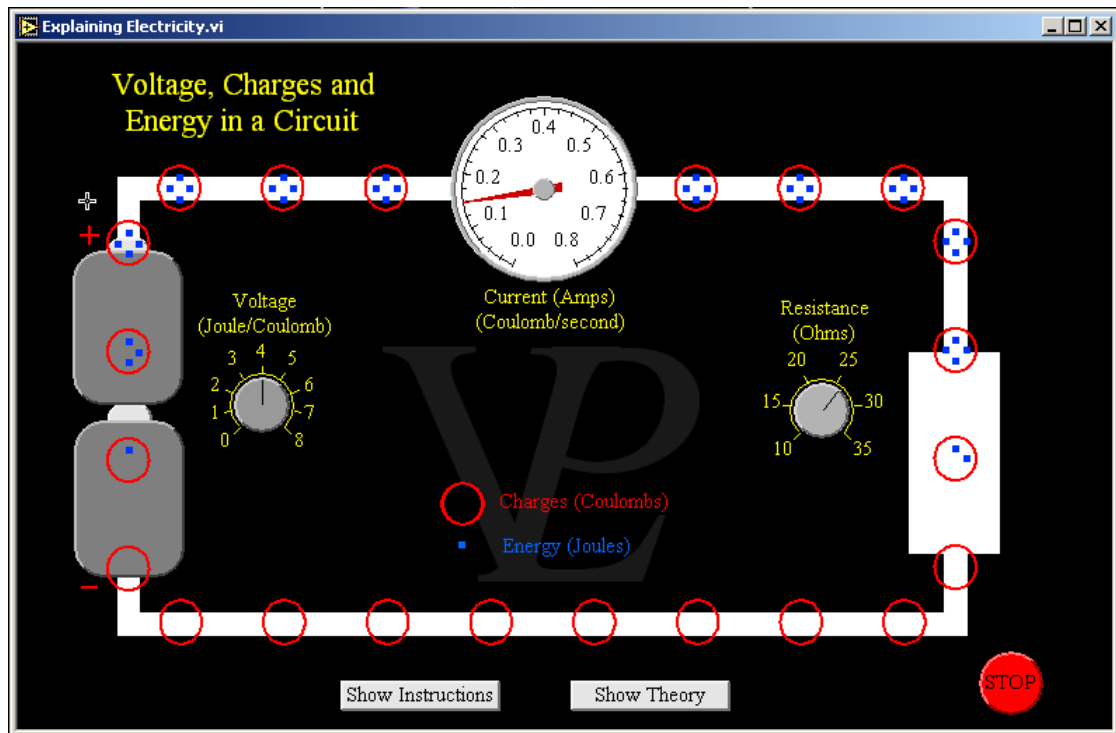 Explaining Electricity.vi
Voltage, Charges and
Energy in a Circuit
0.4
0.3 0.5
0.2 0.6
0.1 0.7
0.0 0.8
+
Current (Amps)
(Coulomb/second)
Voltage
(Joule/Coulomb)
4
3 5
2 6
1 7
0 8
Resistance
(Ohms)
20 25
15 30
10 35
VPL
Charges (Coulombs)
Energy (Joules)
−
Show Instructions
Show Theory
STOP